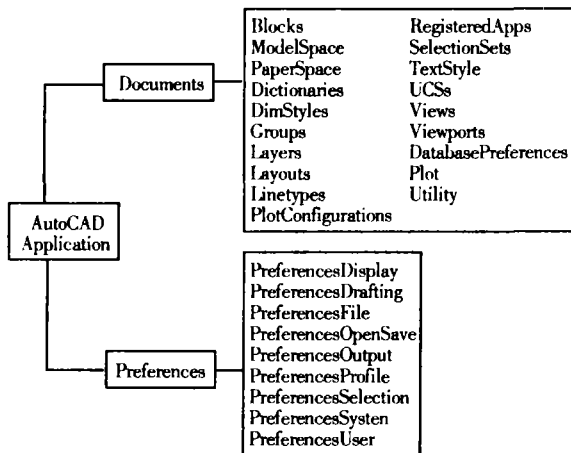 Blocks
ModelSpace
PaperSpace
Dictionaries
DimStyles
Groups
Layers
Layouts
Linetypes
PlotConfigurations
RegisteredApps
SelectionSets
TextStyle
UCSs
Views
Viewports
DatabasePreferences
Plot
Utility
Documents
AutoCAD
Application
Preferences
PreferencesDisplay
PreferencesDrafting
PreferencesFile
PreferencesOpenSave
PreferencesOutput
PreferencesProfile
PreferencesSelection
PreferencesSysten
PreferencesUser